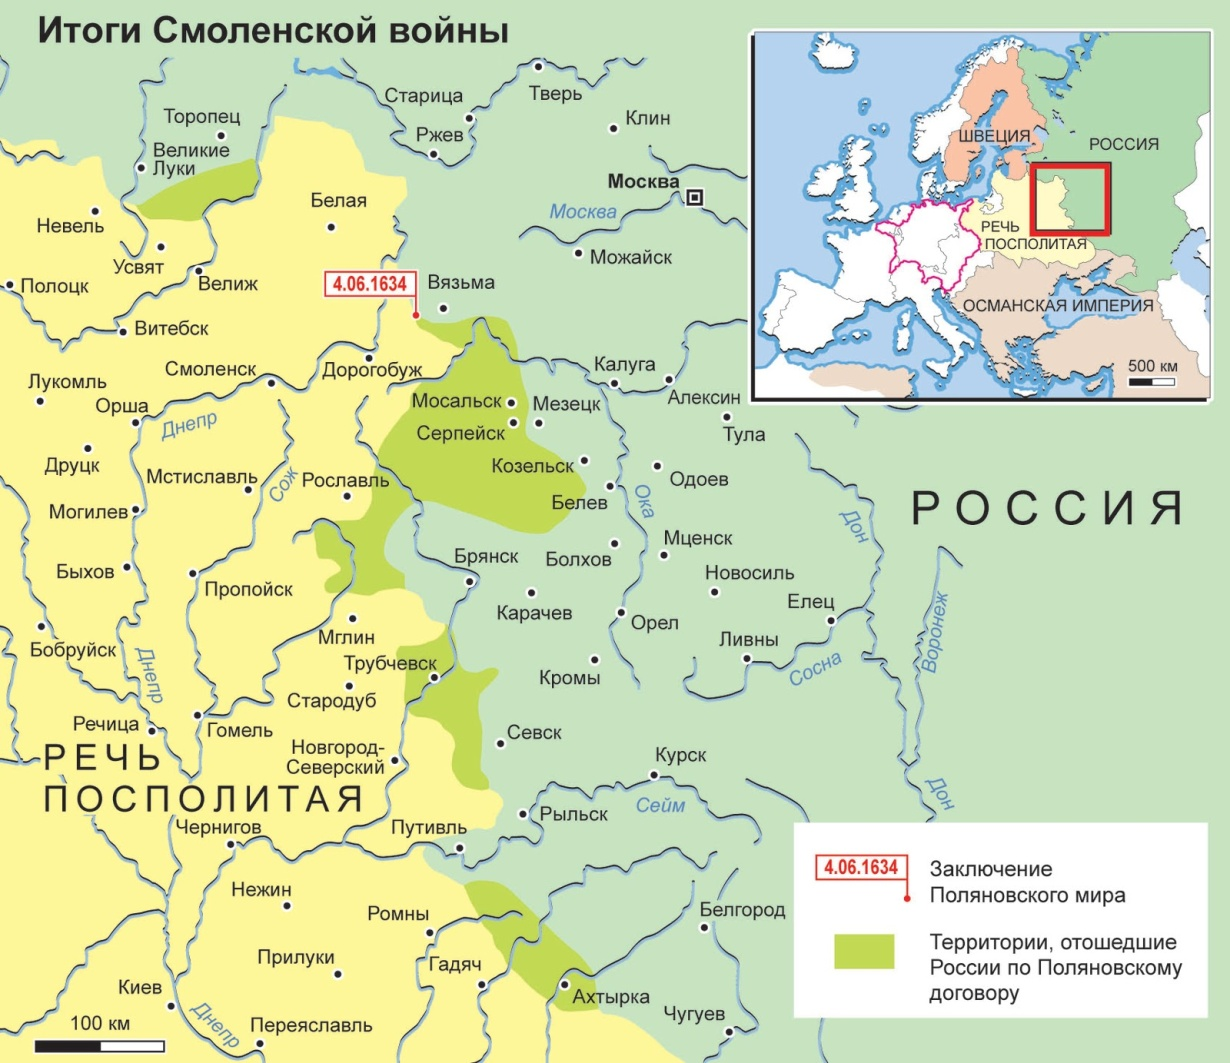 Итоги Смоленской войны
ШВЕЦИЯ
РОССИЯ
РЕЧЬ
ПОСПОЛИТАЯ
ОСМАНСКАЯ ИМПЕРИЯ
500 км
Тверь
Старица
Торопец
Ржев
Клин
Великие
Луки
Москва
Белая
Москва
Невель
Можайск
Усвят
Полоцк
Велиж
4.06.1634
Вязьма
Витебск
Смоленск
Дорогобуж
Калуга
Лукомль
Орша
Днепр
Мосальск
Мезецк
Алексин
Серпейск
Тула
Друцк
Мстиславль
Сож
Рославль
Козельск
Одоев
Могилев
Белев
Ока
РОССИЯ
Дон
Брянск
Болхов
Мценск
Быхов
Пропойск
Новосиль
Карачев
Елец
Орел
Мглин
Ливны
Воронеж
Бобруйск
Днепр
Трубчевск
Кромы
Сосна
Стародуб
Речица
Гомель
Севск
Новгород-
Северский
РЕЧЬ
ПОСПОЛИТАЯ
Курск
Сейм
Дон
Рыльск
Чернигов
Путивль
Нежин
Ромны
Белгород
Прилуки
Гадяч
Киев
Ахтырка
Чугуев
Днепр
Переяславль
100 км
4.06.1634
Заключение
Поляновского мира
Территории, отошедшие
России по Поляновскому
договору